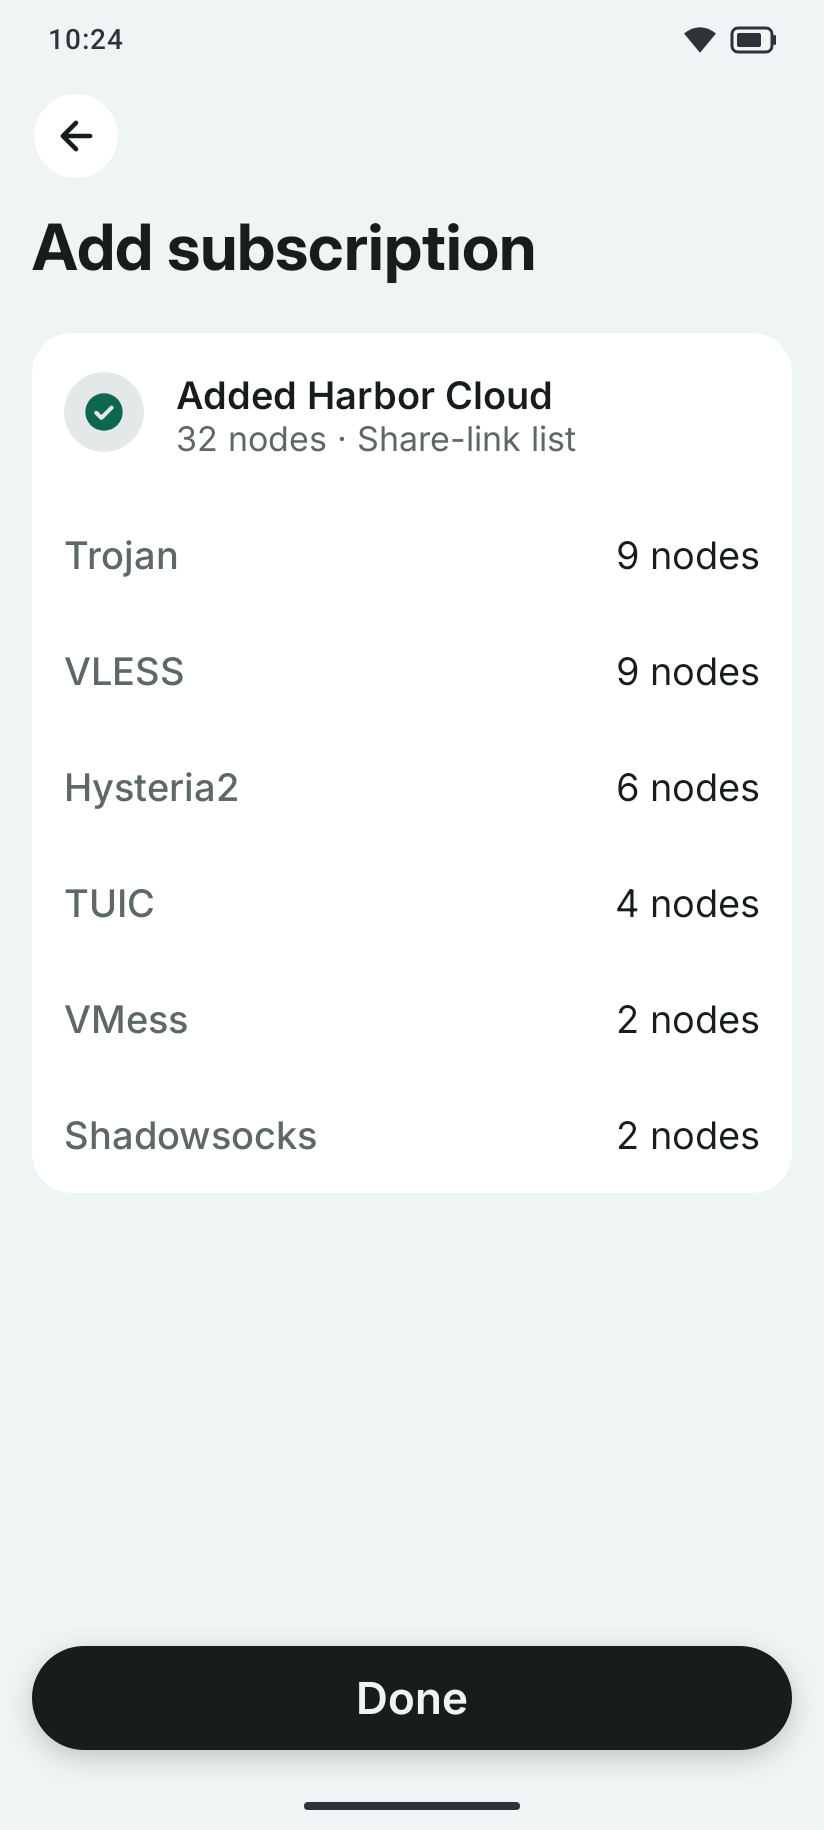 10:24
Add subscription
Added Harbor Cloud
32 nodes · Share-link list
Trojan 9 nodes
VLESS 9 nodes
Hysteria2 6 nodes
TUIC 4 nodes
VMess 2 nodes
Shadowsocks 2 nodes
Done